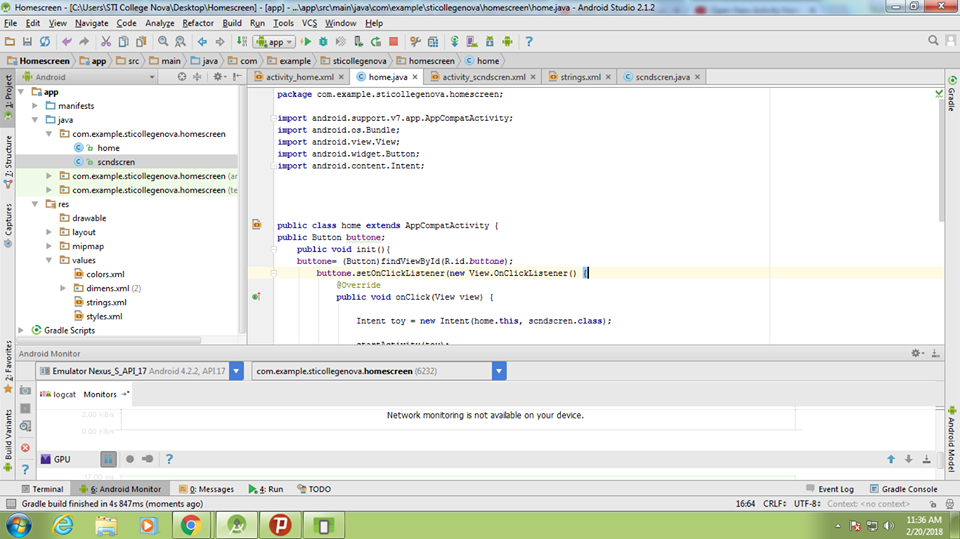 Homescreen - [C:\Users\STI College Nova\Desktop\Homescreen] - [app] - ...\app\src\main\java\com\example\sticollegenova\homescreen\home.java - Android Studio 2.1.2
File Edit View Navigate Code Analyze Refactor Build Run Tools VCS Window Help
app
Homescreen app src main java com example sticollegenova homescreen home
Android
activity_home.xml home.java activity_scndscren.xml strings.xml scndscren.java
1: Project
7: Structure
Captures
2: Favorites
Build Variants
app
manifests
java
com.example.sticollegenova.homescreen
home
scndscren
com.example.sticollegenova.homescreen (ar
com.example.sticollegenova.homescreen (te
res
drawable
layout
mipmap
values
colors.xml
dimens.xml (2)
strings.xml
styles.xml
Gradle Scripts
package com.example.sticollegenova.homescreen;
import android.support.v7.app.AppCompatActivity;
import android.os.Bundle;
import android.view.View;
import android.widget.Button;
import android.content.Intent;
public class home extends AppCompatActivity {
public Button buttone;
public void init(){
buttone= (Button)findViewById(R.id.buttone);
buttone.setOnClickListener(new View.OnClickListener() {
@Override
public void onClick(View view) {
Intent toy = new Intent(home.this, scndscren.class);
startActivity(toy);
Gradle
Android Model
Android Monitor
Emulator Nexus_S_API_17 Android 4.2.2, API 17
com.example.sticollegenova.homescreen (6232)
logcat Monitors
0.00 KB/s
Network monitoring is not available on your device.
GPU
Terminal 6: Android Monitor 0: Messages 4: Run TODO
Event Log Gradle Console
Gradle build finished in 4s 847ms (moments ago)
16:64 CRLF÷ UTF-8÷ Context: <no context>
11:36 AM
2/20/2018